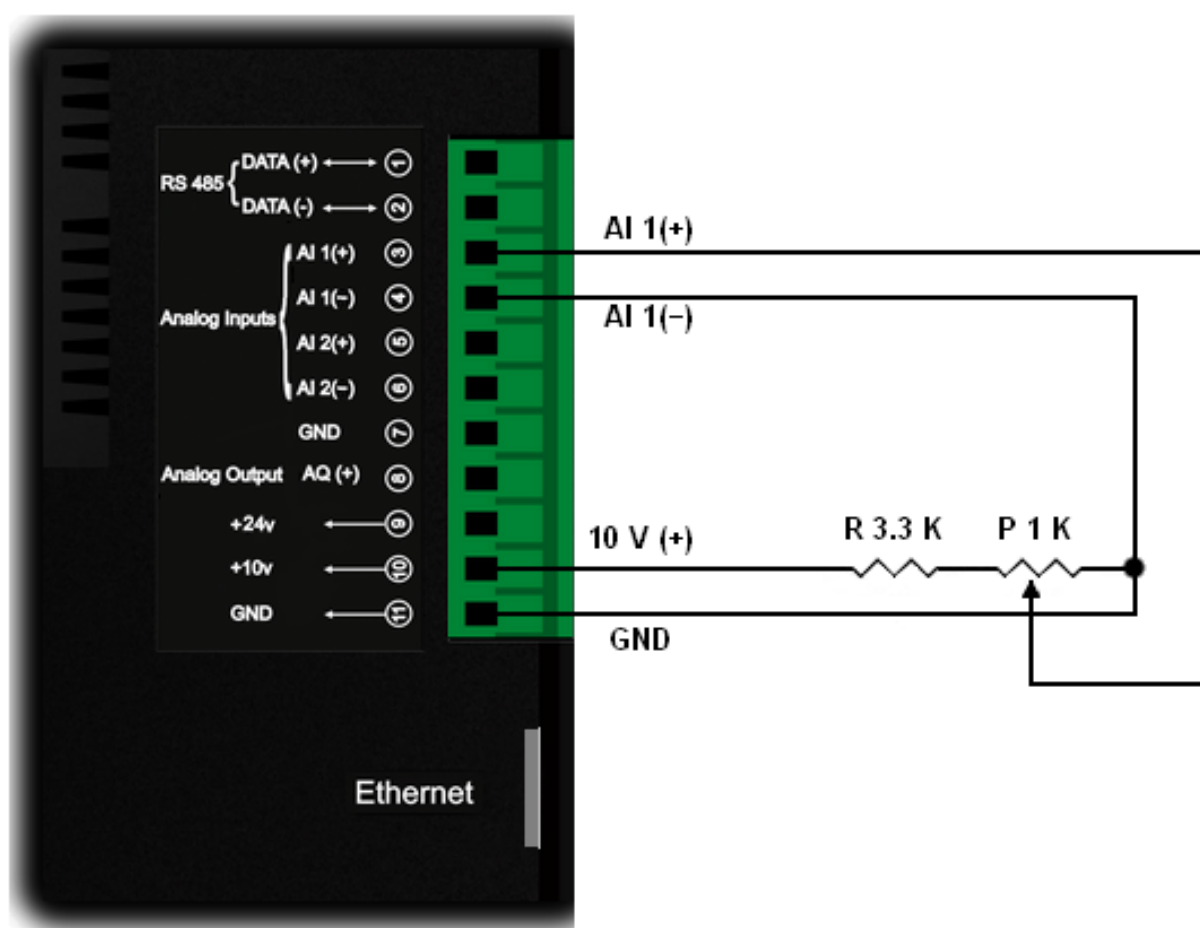 RS 485
DATA (+) 1
DATA (-) 2
Analog Inputs
AI 1(+) 3
AI 1(−) 4
AI 2(+) 5
AI 2(−) 6
GND 7
Analog Output AQ (+) 8
+24v 9
+10v 10
GND 11
Ethernet
AI 1(+)
AI 1(−)
10 V (+)
R 3.3 K
P 1 K
GND